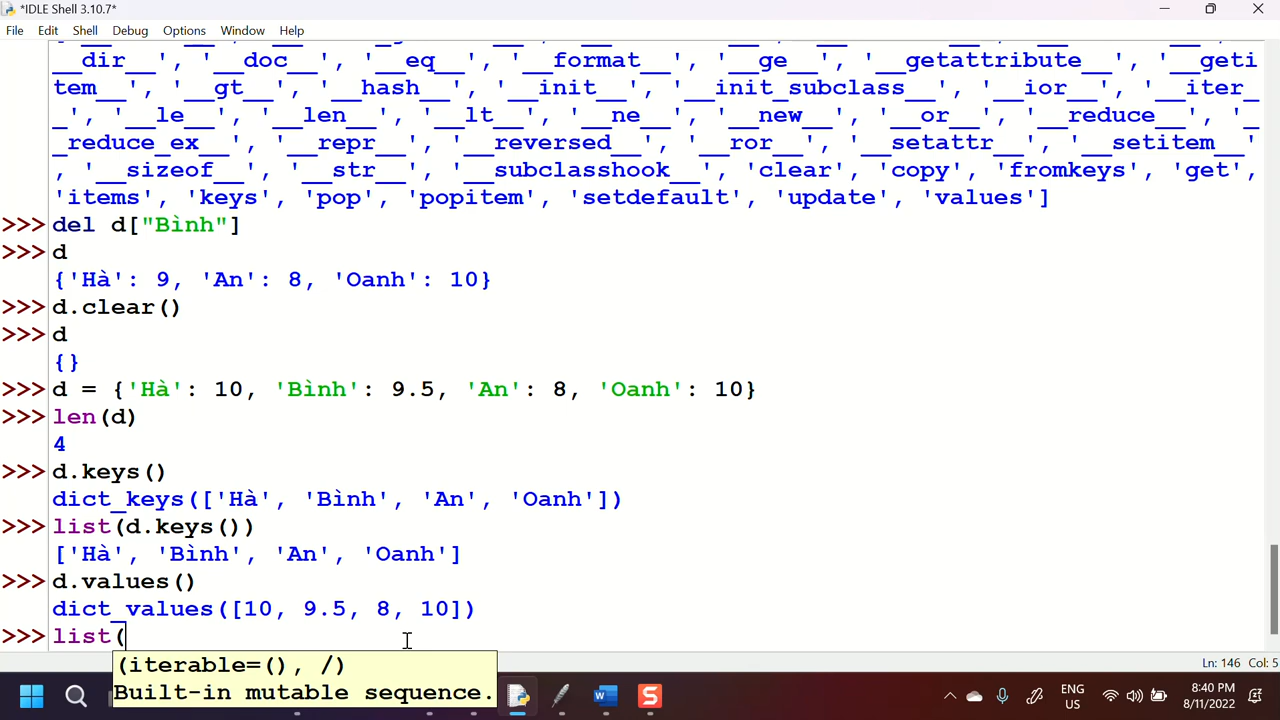 *IDLE Shell 3.10.7*
File Edit Shell Debug Options Window Help
__dir__', '__doc__', '__eq__', '__format__', '__ge__', '__getattribute__', '__geti
tem__', '__gt__', '__hash__', '__init__', '__init_subclass__', '__ior__', '__iter_
_', '__le__', '__len__', '__lt__', '__ne__', '__new__', '__or__', '__reduce__', '_
_reduce_ex__', '__repr__', '__reversed__', '__ror__', '__setattr__', '__setitem__'
, '__sizeof__', '__str__', '__subclasshook__', 'clear', 'copy', 'fromkeys', 'get',
'items', 'keys', 'pop', 'popitem', 'setdefault', 'update', 'values']
>>> del d["Bình"]
>>> d
{'Hà': 9, 'An': 8, 'Oanh': 10}
>>> d.clear()
>>> d
{}
>>> d = {'Hà': 10, 'Bình': 9.5, 'An': 8, 'Oanh': 10}
>>> len(d)
4
>>> d.keys()
dict_keys(['Hà', 'Bình', 'An', 'Oanh'])
>>> list(d.keys())
['Hà', 'Bình', 'An', 'Oanh']
>>> d.values()
dict_values([10, 9.5, 8, 10])
>>> list(
(iterable=(), /)
Built-in mutable sequence.
Ln: 146 Col: 5
ENG
US
8:40 PM
8/11/2022